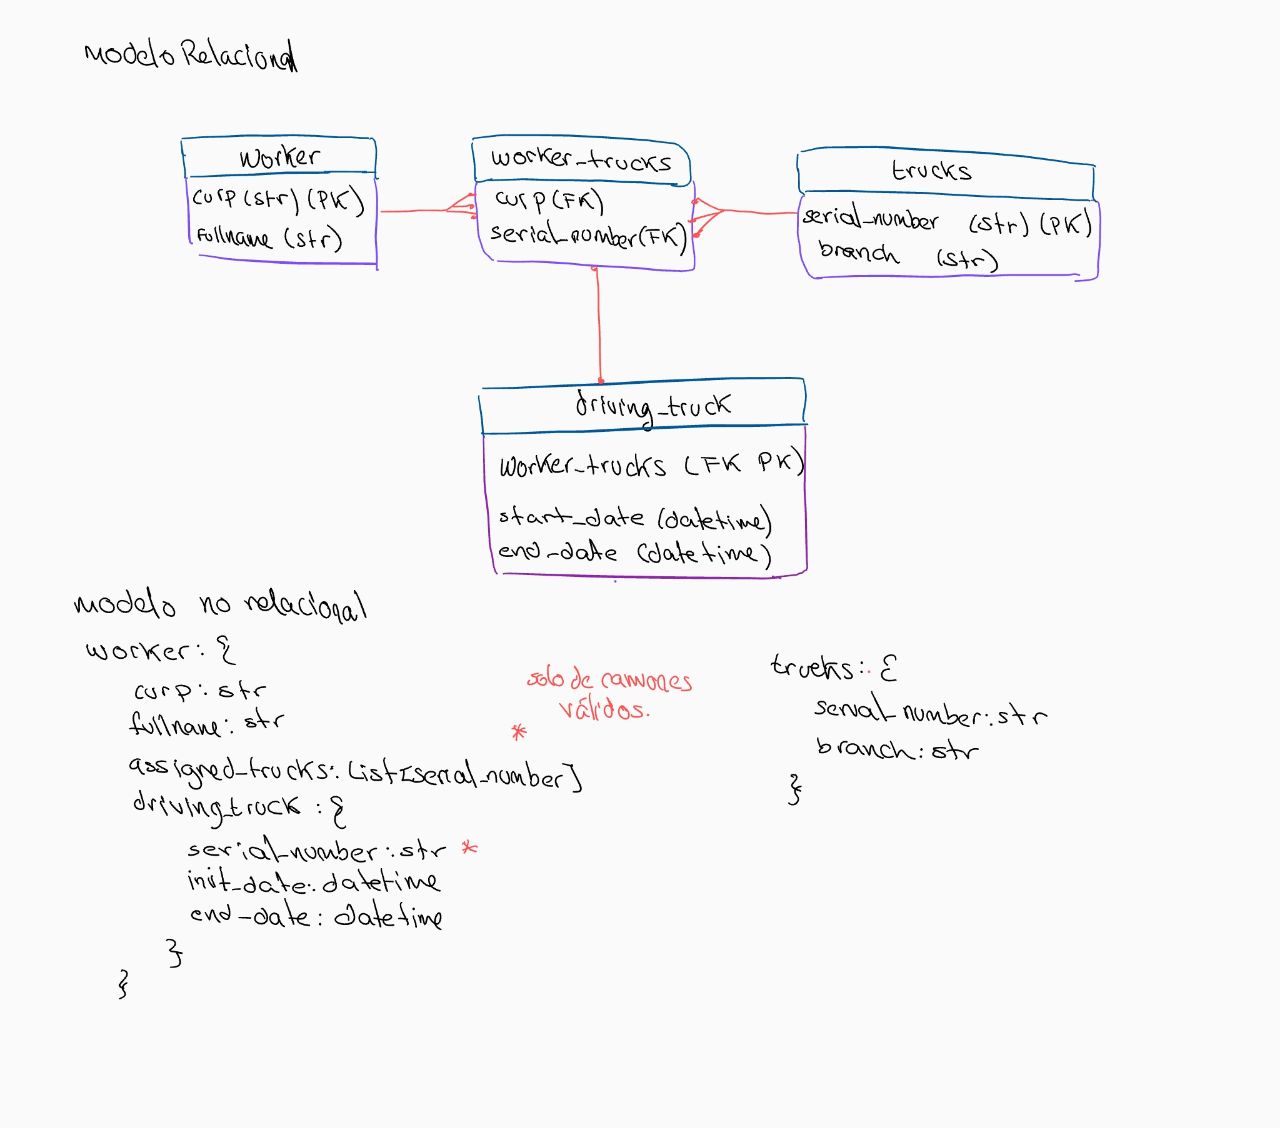 modelo Relacional
worker
curp (str) (PK)
fullname (str)
worker_trucks
curp (FK)
serial_number (FK)
trucks
serial_number (str) (PK)
branch (str)
driving_truck
worker_trucks (FK PK)
start_date (datetime)
end_date (datetime)
modelo no relacional
worker: {
curp: str
fullname: str
solo de camiones
válidos.
*
assigned_trucks: List[serial_number]
driving_truck : {
serial_number: str *
init_date: datetime
end_date: datetime
}
}
trucks: {
serial_number: str
branch: str
}